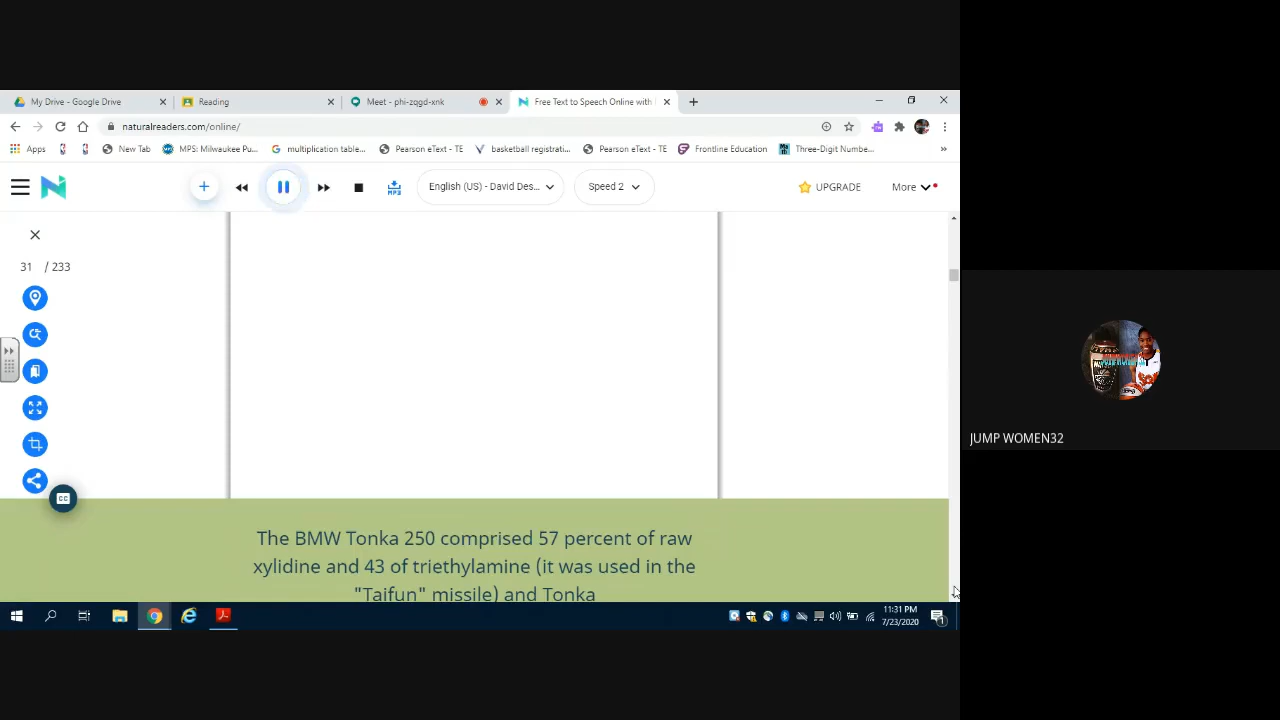 My Drive - Google Drive
Reading
Meet - phi-zqgd-xnk
Free Text to Speech Online with
naturalreaders.com/online/
Apps
New Tab
MPS: Milwaukee Pu...
multiplication table...
Pearson eText - TE
basketball registrati...
Pearson eText - TE
Frontline Education
Three-Digit Numbe...
»
MP3
English (US) - David Des...
Speed 2
UPGRADE
More
31 / 233
CC
The BMW Tonka 250 comprised 57 percent of raw
xylidine and 43 of triethylamine (it was used in the
"Taifun" missile) and Tonka
JUMP WOMEN32
11:31 PM
7/23/2020
1